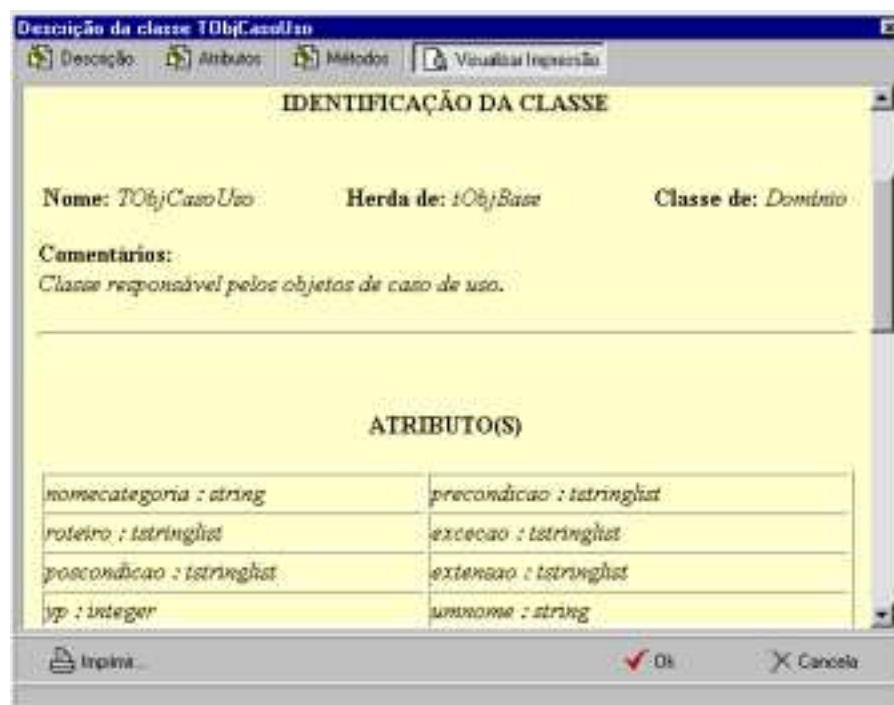 Descrição da classe TObjCasoUso
Descrição Atributos Métodos Visualizar Impressão
IDENTIFICAÇÃO DA CLASSE
Nome: TObjCasoUso Herda de: tObjBase Classe de: Domínio
Comentários:
Classe responsável pelos objetos de caso de uso.
ATRIBUTO(S)
nomecategoria : string precondicao : tstringlist
roteiro : tstringlist excecao : tstringlist
poscondicao : tstringlist extensao : tstringlist
yp : integer umnome : string
Imprimir... Ok Cancela